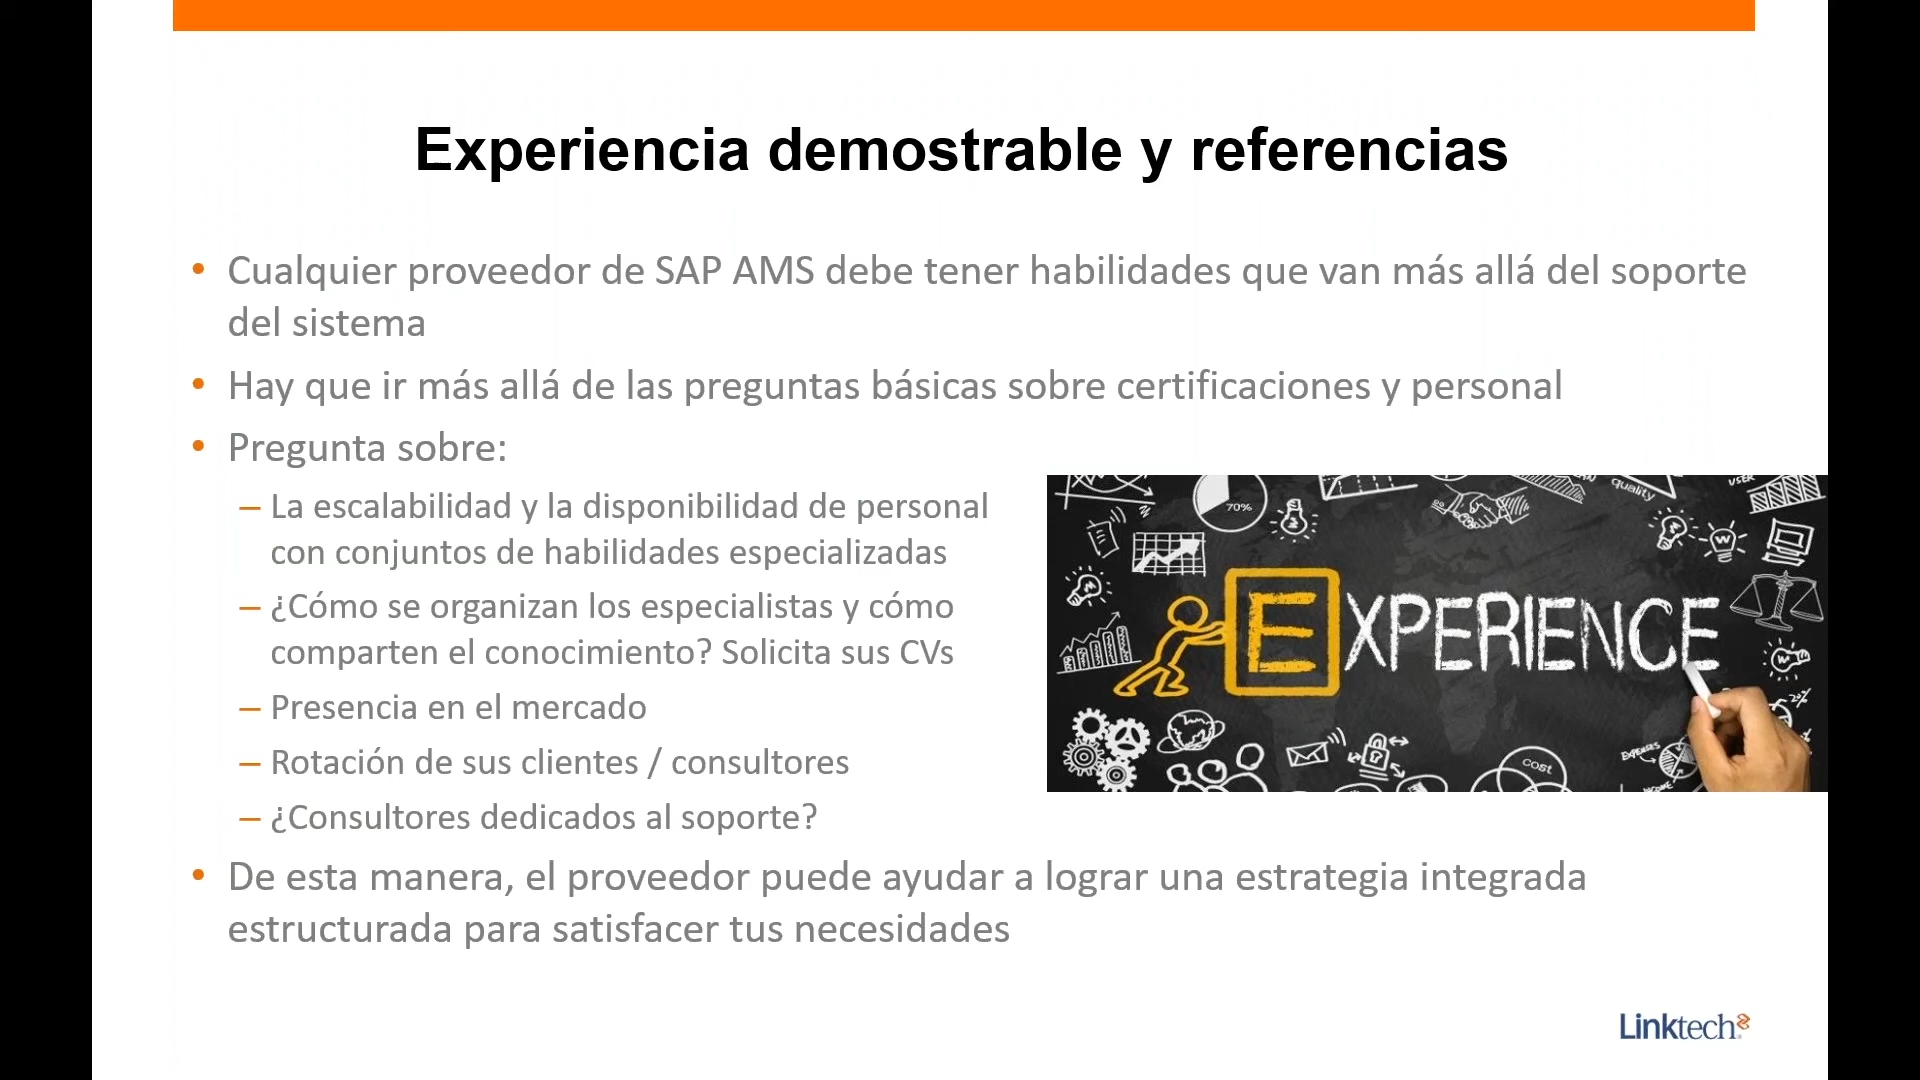 Experiencia demostrable y referencias
• Cualquier proveedor de SAP AMS debe tener habilidades que van más allá del soporte
del sistema
• Hay que ir más allá de las preguntas básicas sobre certificaciones y personal
• Pregunta sobre:
– La escalabilidad y la disponibilidad de personal
con conjuntos de habilidades especializadas
– ¿Cómo se organizan los especialistas y cómo
comparten el conocimiento? Solicita sus CVs
– Presencia en el mercado
– Rotación de sus clientes / consultores
– ¿Consultores dedicados al soporte?
70%
quality
USER
W
W
EXPERIENCE
20%
EXPENSES
cost
• De esta manera, el proveedor puede ayudar a lograr una estrategia integrada
estructurada para satisfacer tus necesidades
Linktech